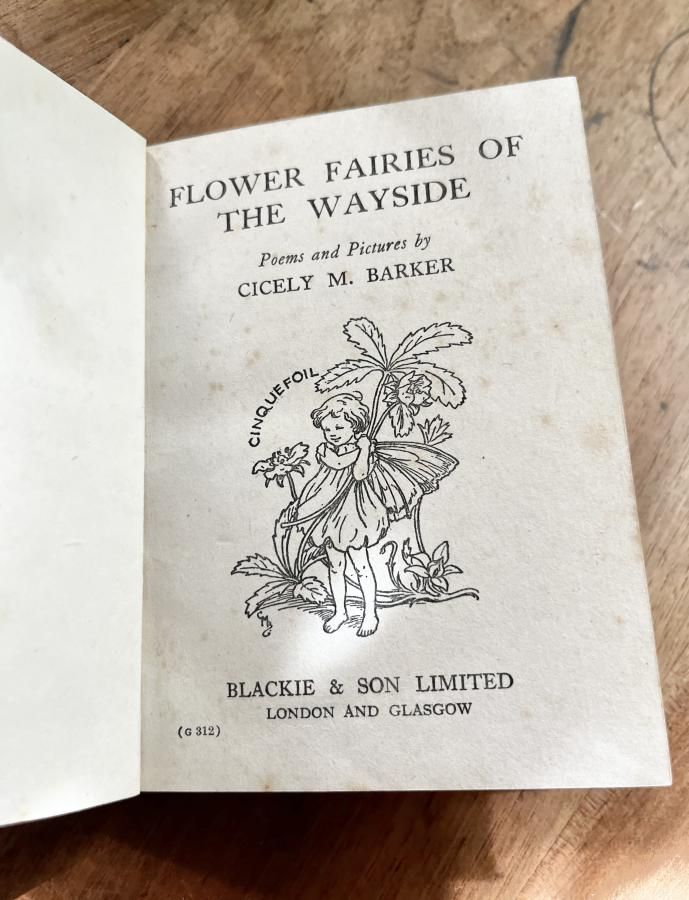 FLOWER FAIRIES OF
THE WAYSIDE
Poems and Pictures by
CICELY M. BARKER
CINQUEFOIL
CMB
BLACKIE & SON LIMITED
LONDON AND GLASGOW
(G 312)